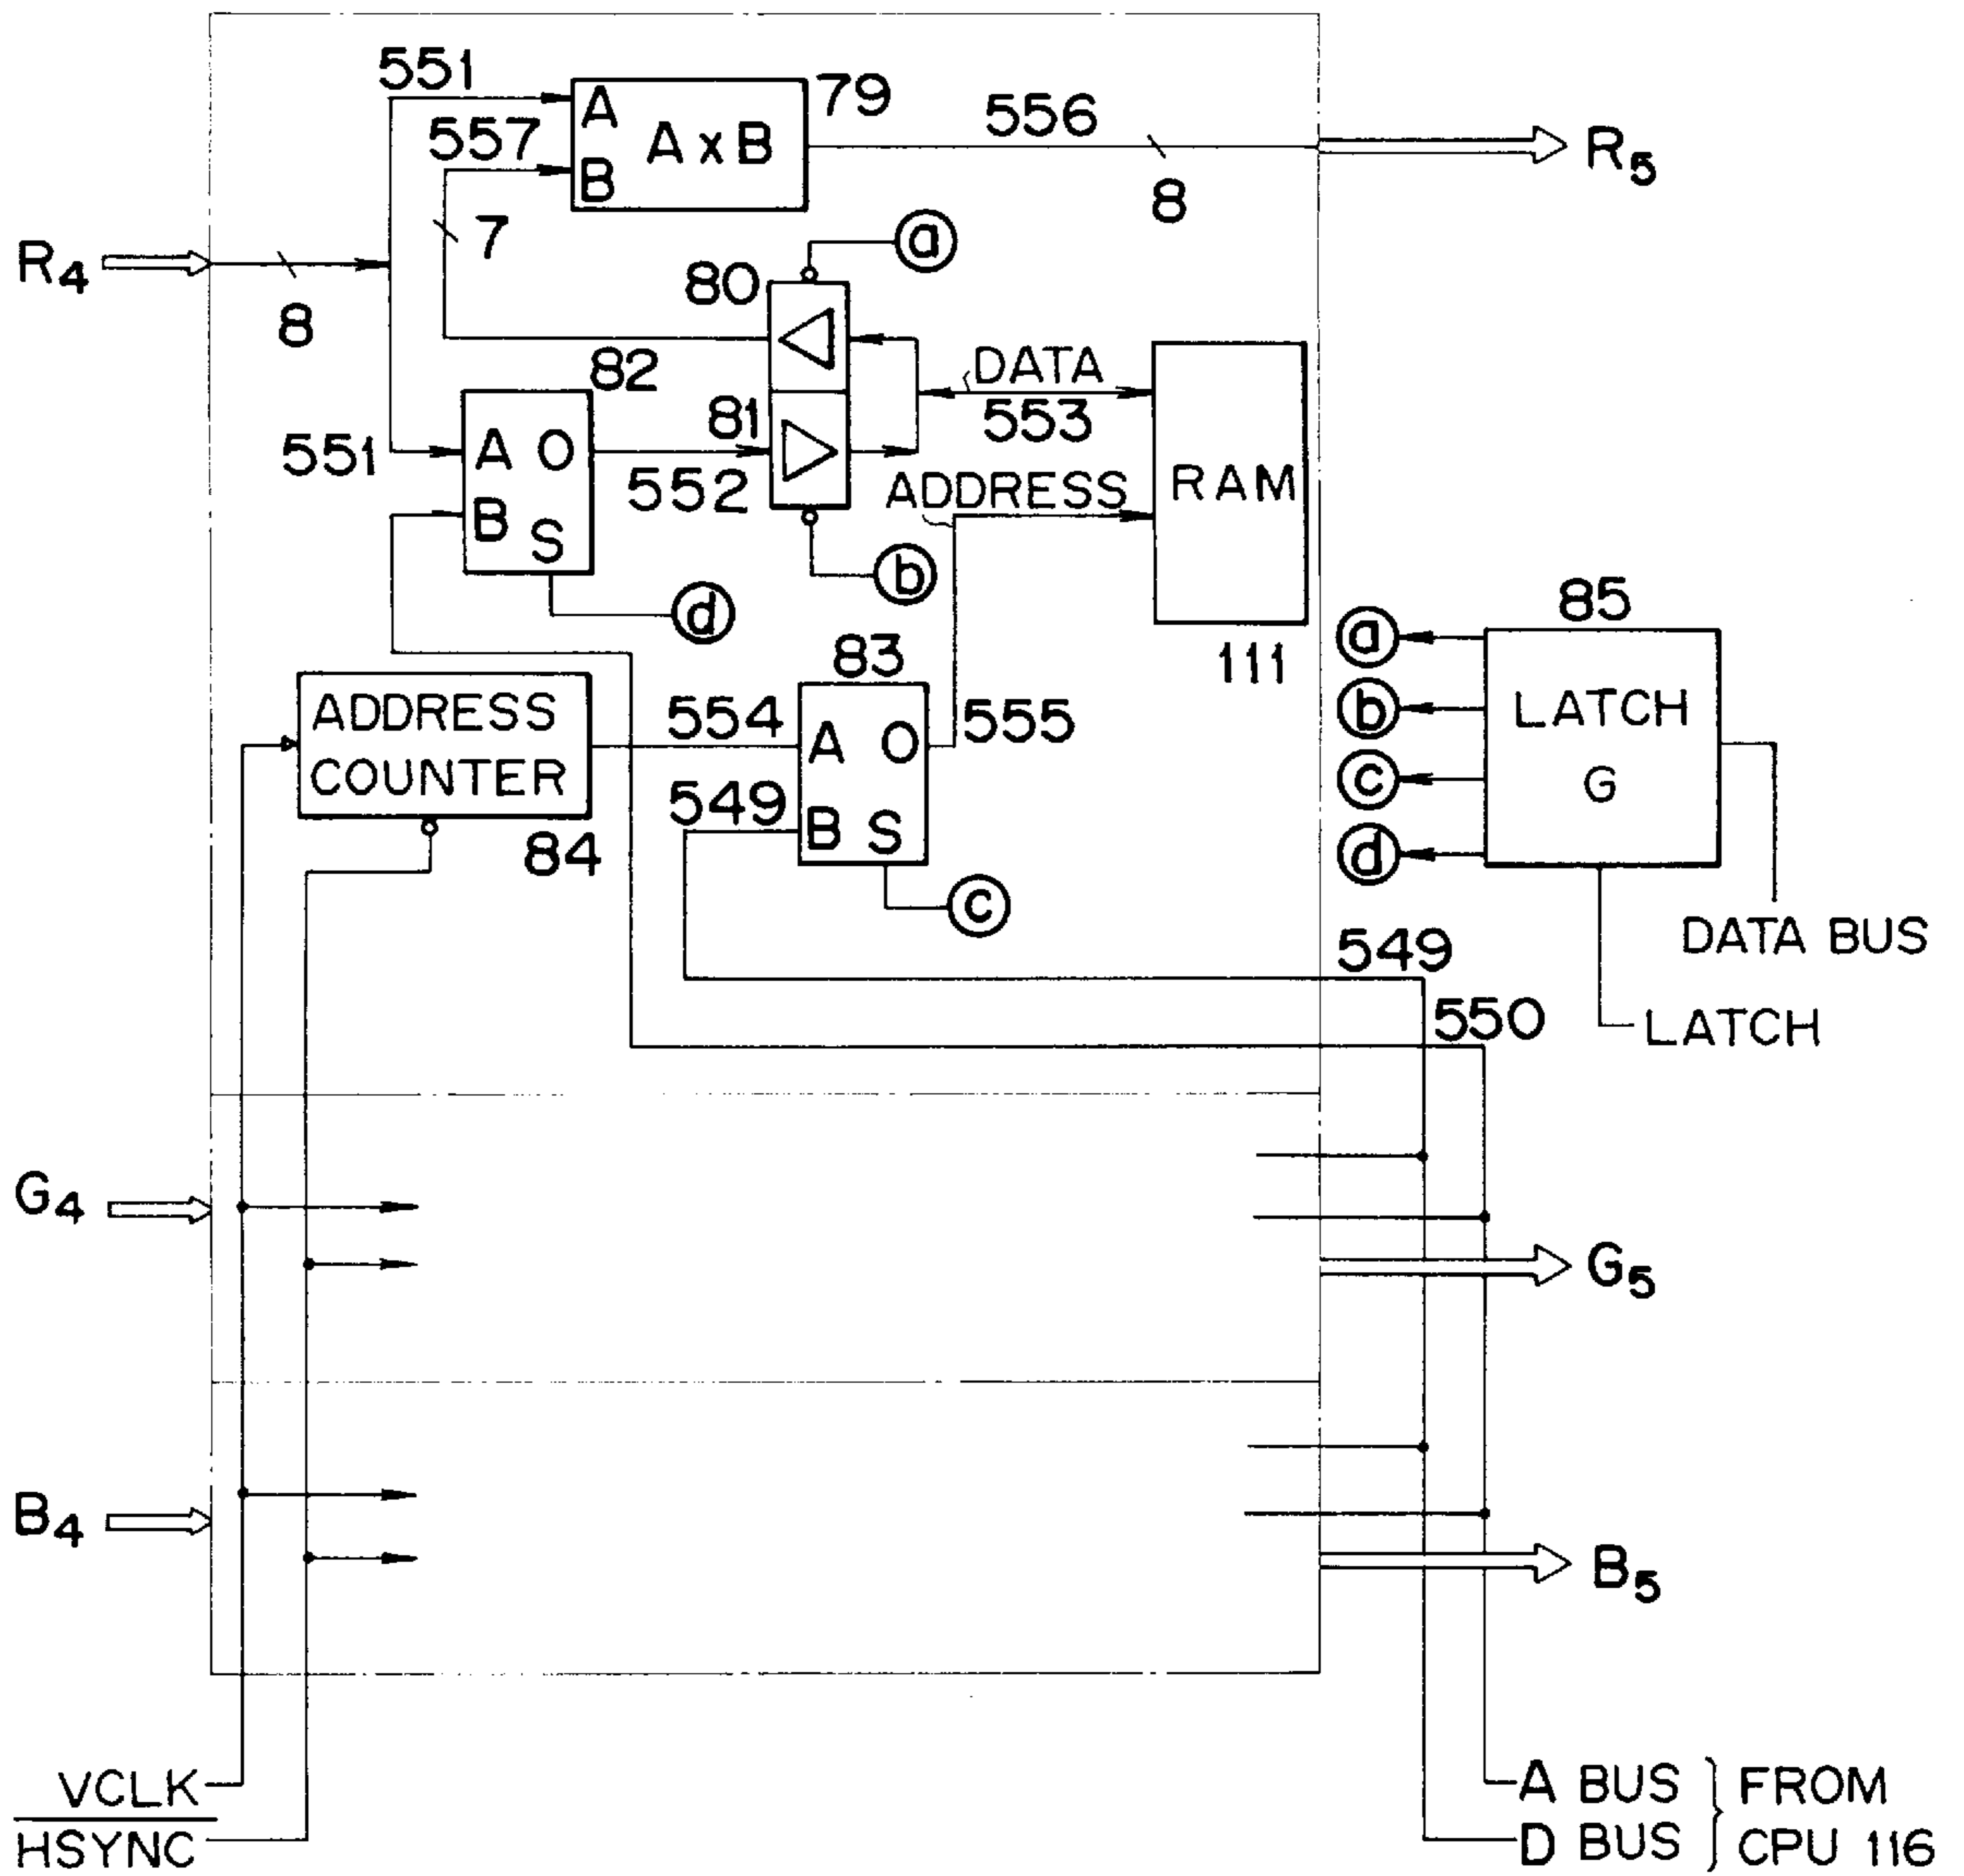 551
A
79
A x B
556
R5
557
B
8
7
a
R4
80
8
82
DATA
81
553
551
A O
552
ADDRESS
RAM
B
S
b
d
85
83
111
a
LATCH
G
b
c
d
ADDRESS
COUNTER
554
A O
555
549
B S
84
c
DATA BUS
549
550
LATCH
G4
G5
B4
B5
VCLK
HSYNC
A BUS
D BUS
FROM
CPU 116